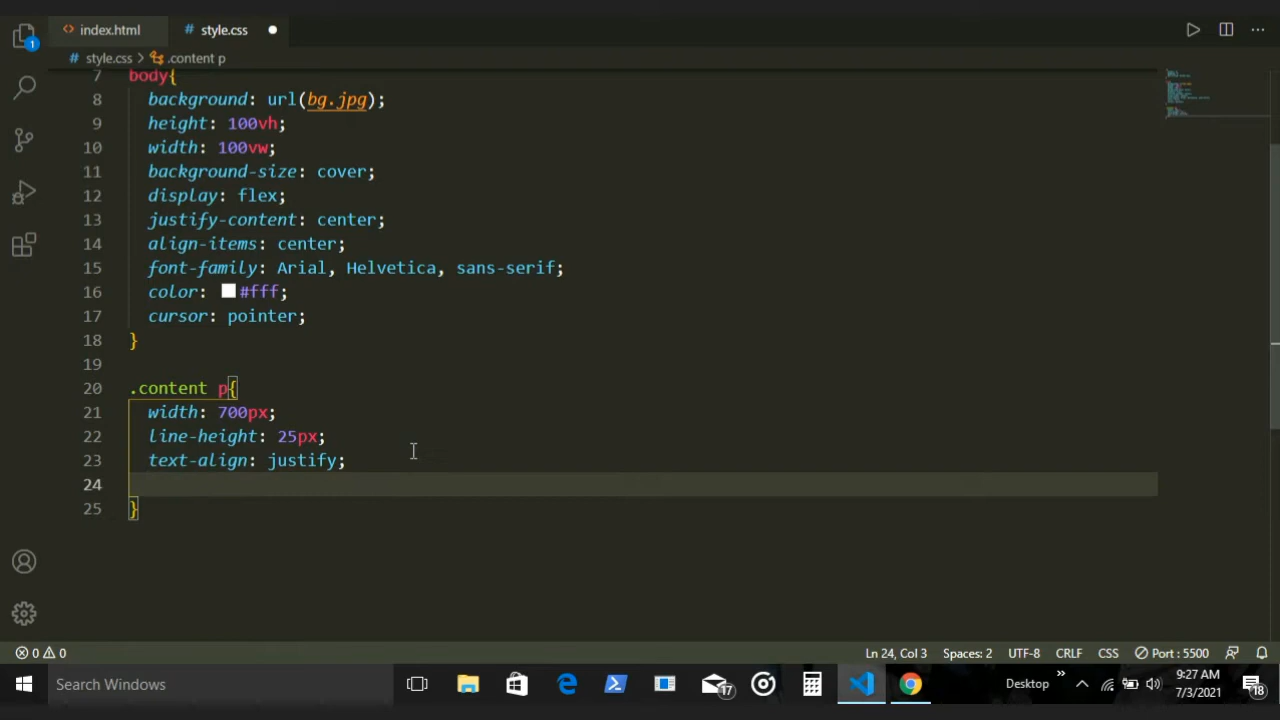 index.html
# style.css
1
# style.css > .content p
7 body{
8 background: url(bg.jpg);
9 height: 100vh;
10 width: 100vw;
11 background-size: cover;
12 display: flex;
13 justify-content: center;
14 align-items: center;
15 font-family: Arial, Helvetica, sans-serif;
16 color: #fff;
17 cursor: pointer;
18 }
19
20 .content p{
21 width: 700px;
22 line-height: 25px;
23 text-align: justify;
24
25 }
0 0 Ln 24, Col 3 Spaces: 2 UTF-8 CRLF CSS Port : 5500
Search Windows
17
Desktop
9:27 AM
7/3/2021
18